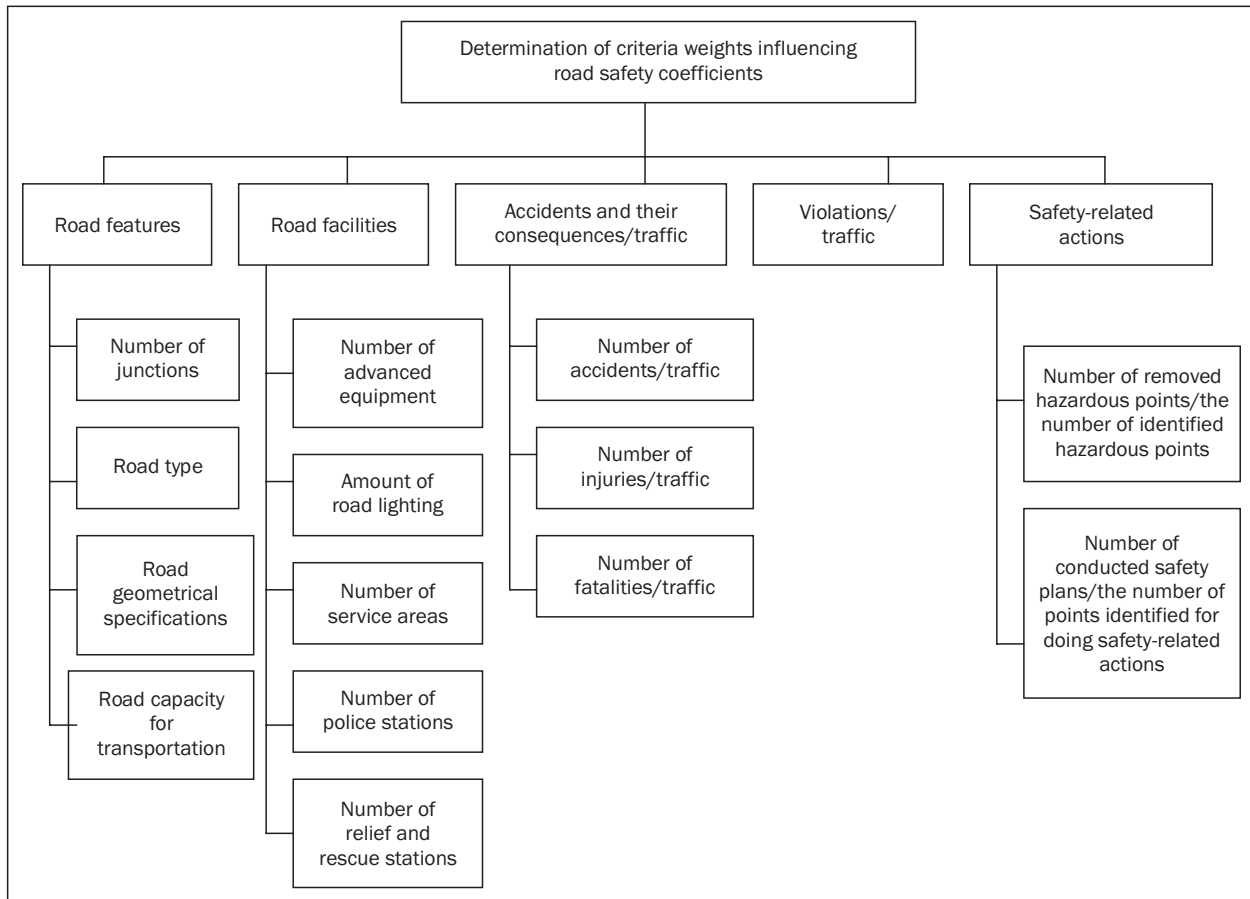 Determination of criteria weights influencing
road safety coefficients
Road features
Road facilities
Accidents and their
consequences/traffic
Violations/
traffic
Safety-related
actions
Number of
junctions
Road type
Road
geometrical
specifications
Road capacity
for
transportation
Number of
advanced
equipment
Amount of
road lighting
Number of
service areas
Number of
police stations
Number of
relief and
rescue stations
Number of
accidents/traffic
Number of
injuries/traffic
Number of
fatalities/traffic
Number of removed
hazardous points/the
number of identified
hazardous points
Number of
conducted safety
plans/the number of
points identified for
doing safety-related
actions